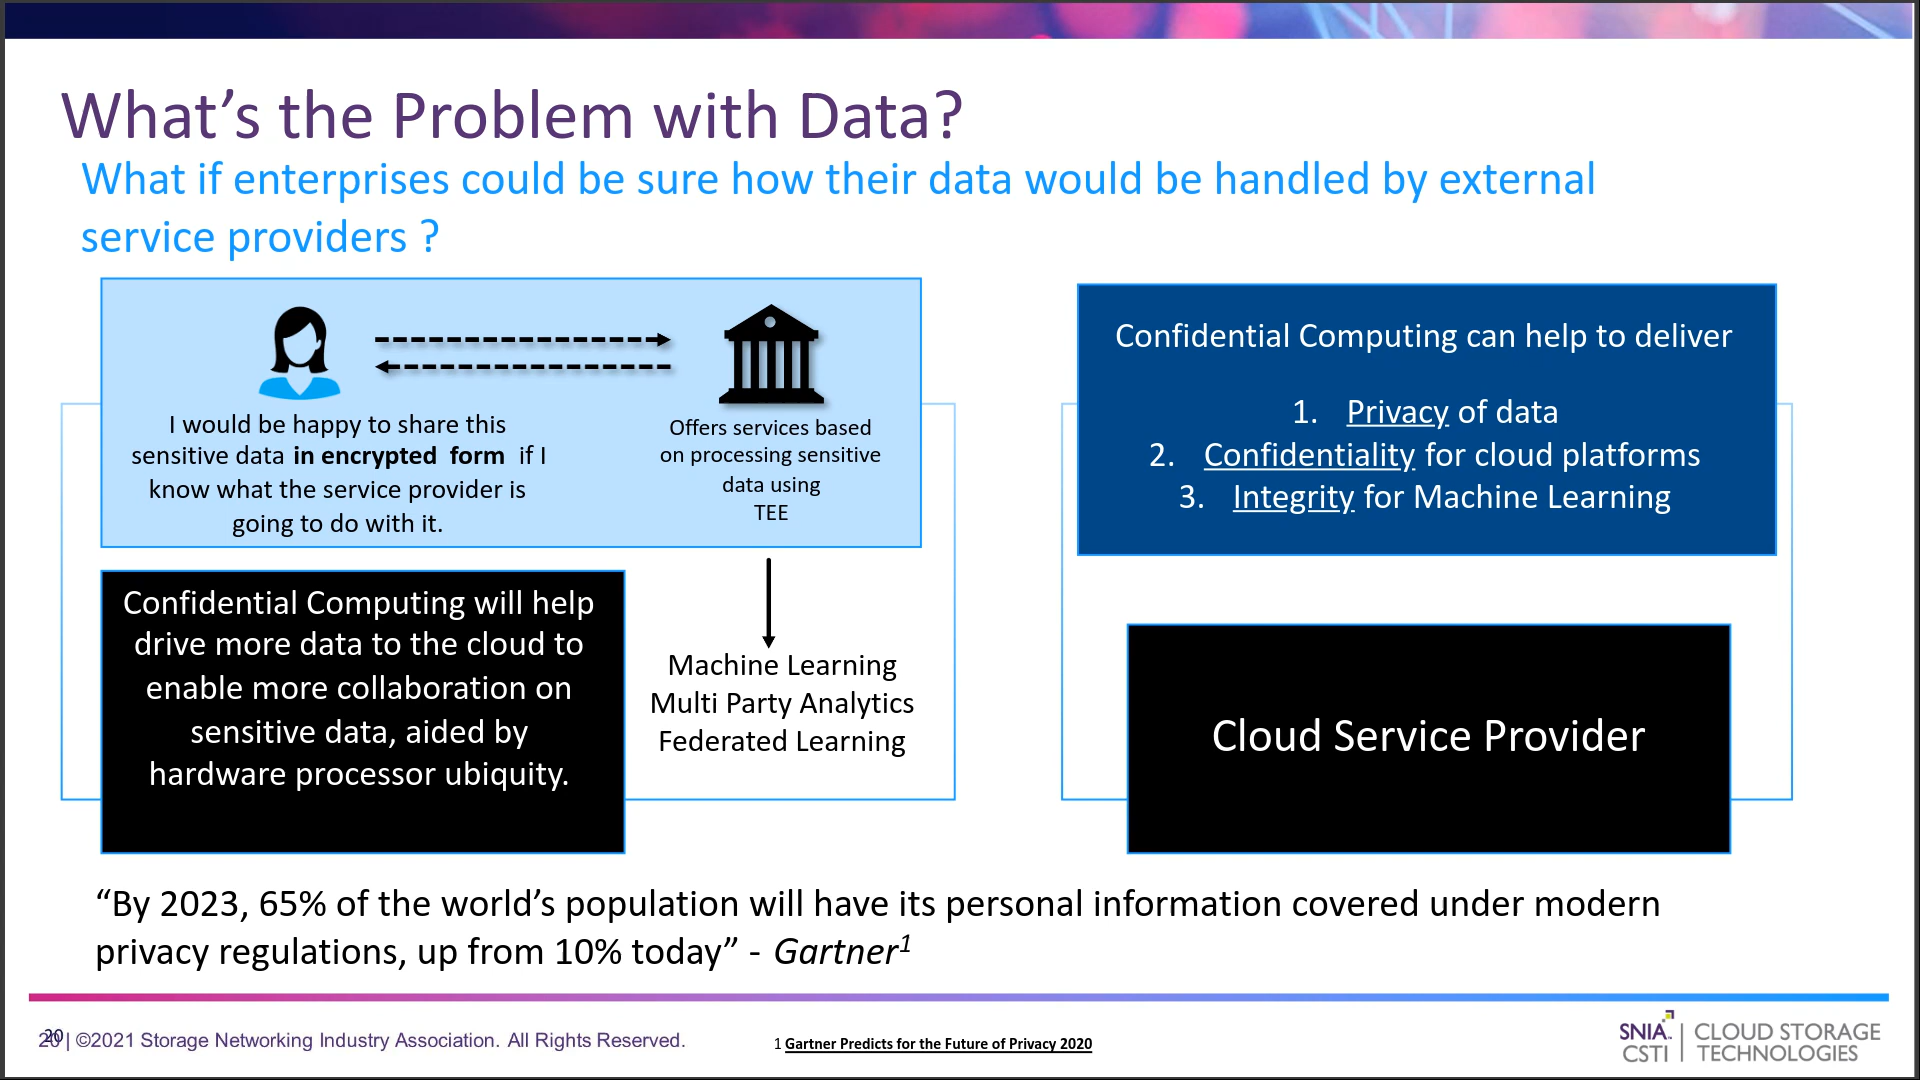 What’s the Problem with Data?
What if enterprises could be sure how their data would be handled by external
service providers ?
I would be happy to share this
sensitive data in encrypted  form  if I
know what the service provider is
going to do with it.
Offers services based
on processing sensitive
data using
TEE
Confidential Computing will help
drive more data to the cloud to
enable more collaboration on
sensitive data, aided by
hardware processor ubiquity.
Machine Learning
Multi Party Analytics
Federated Learning
Confidential Computing can help to deliver
1. Privacy of data
2. Confidentiality for cloud platforms
3. Integrity for Machine Learning
Cloud Service Provider
“By 2023, 65% of the world’s population will have its personal information covered under modern
privacy regulations, up from 10% today” - Gartner1
20
20 | ©2021 Storage Networking Industry Association. All Rights Reserved.
1 Gartner Predicts for the Future of Privacy 2020
SNIA. | CLOUD STORAGE
CSTI | TECHNOLOGIES